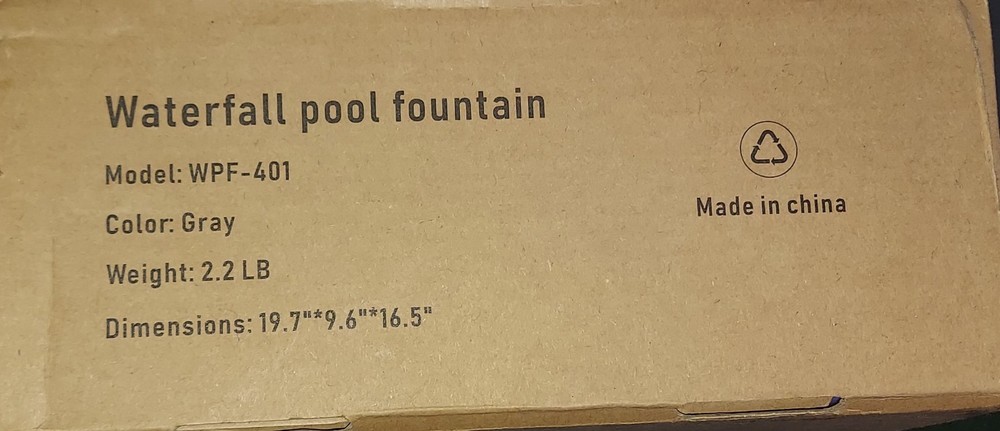 Waterfall pool fountain
Model: WPF-401
Color: Gray
Weight: 2.2 LB
Dimensions: 19.7"*9.6"*16.5"
Made in china